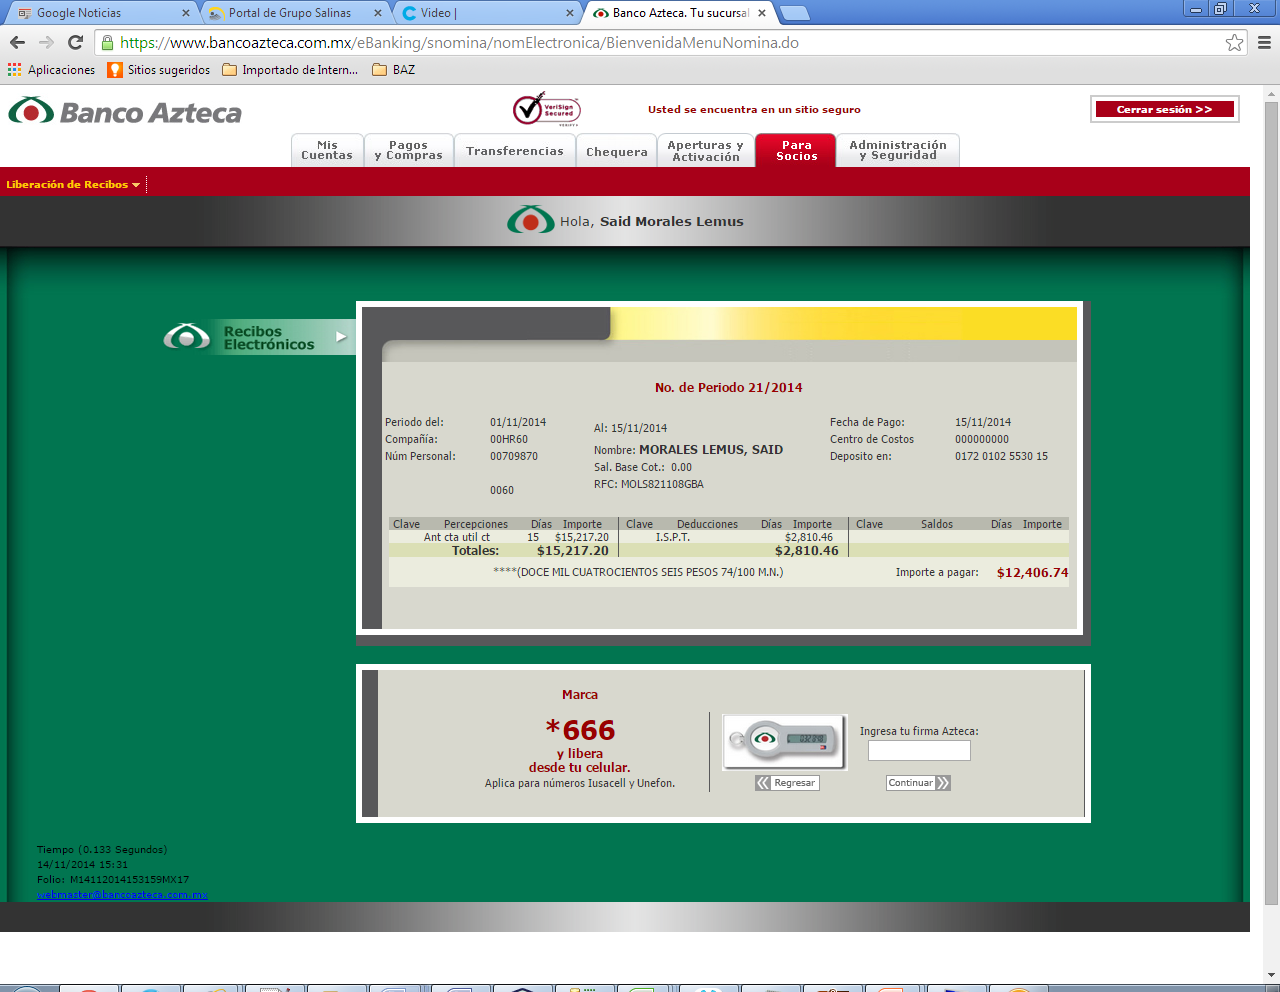 Google Noticias
Portal de Grupo Salinas
Video |
Banco Azteca. Tu sucursal
https://www.bancoazteca.com.mx/eBanking/snomina/nomElectronica/BienvenidaMenuNomina.do
Aplicaciones
Sitios sugeridos
Importado de Intern...
BAZ
Banco Azteca
VeriSign
Secured
VERIFY
Usted se encuentra en un sitio seguro
Cerrar sesión >>
Mis
Cuentas
Pagos
y Compras
Transferencias
Chequera
Aperturas y
Activación
Para
Socios
Administración
y Seguridad
Liberación de Recibos
Hola, Said Morales Lemus
Recibos
Electrónicos
No. de Periodo 21/2014
Periodo del: 01/11/2014 Al: 15/11/2014 Fecha de Pago: 15/11/2014
Compañía: 00HR60 Nombre: MORALES LEMUS, SAID Centro de Costos 000000000
Núm Personal: 00709870 Sal. Base Cot.: 0.00 Deposito en: 0172 0102 5530 15
0060 RFC: MOLS821108GBA
Clave Percepciones Días Importe Clave Deducciones Días Importe Clave Saldos Días Importe
Ant cta util ct 15 $15,217.20 I.S.P.T. $2,810.46
Totales: $15,217.20 $2,810.46
****(DOCE MIL CUATROCIENTOS SEIS PESOS 74/100 M.N.) Importe a pagar: $12,406.74
Marca
*666
y libera
desde tu celular.
Aplica para números Iusacell y Unefon.
Ingresa tu firma Azteca:
Regresar
Continuar
Tiempo (0.133 Segundos)
14/11/2014 15:31
Folio: M14112014153159MX17
webmaster@bancoazteca.com.mx